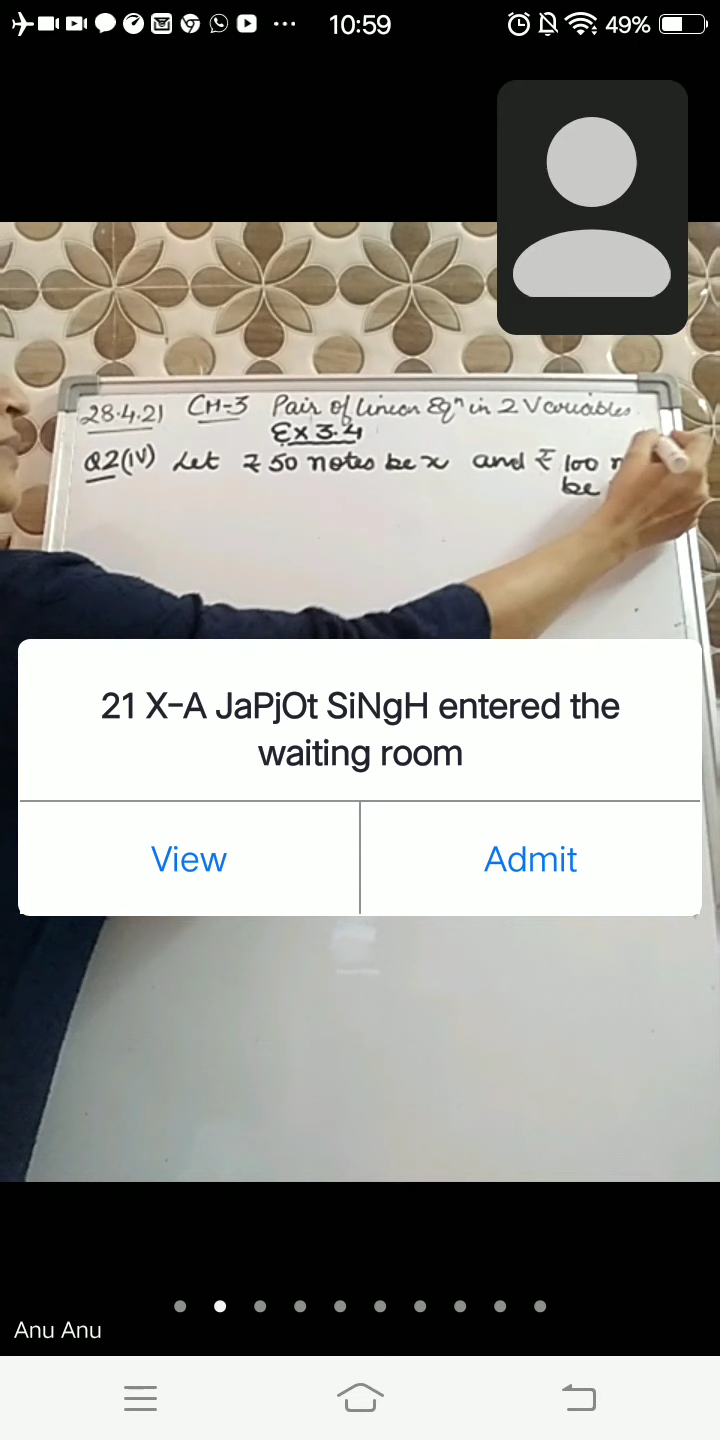 10:59
49%
28.4.21 CH-3 Pair of linear Eqⁿ in 2 Variables.
Ex 3.4
Q2(IV) Let ₹ 50 notes be x and ₹ 100 n
be
21 X-A JaPjOt SiNgH entered the
waiting room
View Admit
Anu Anu